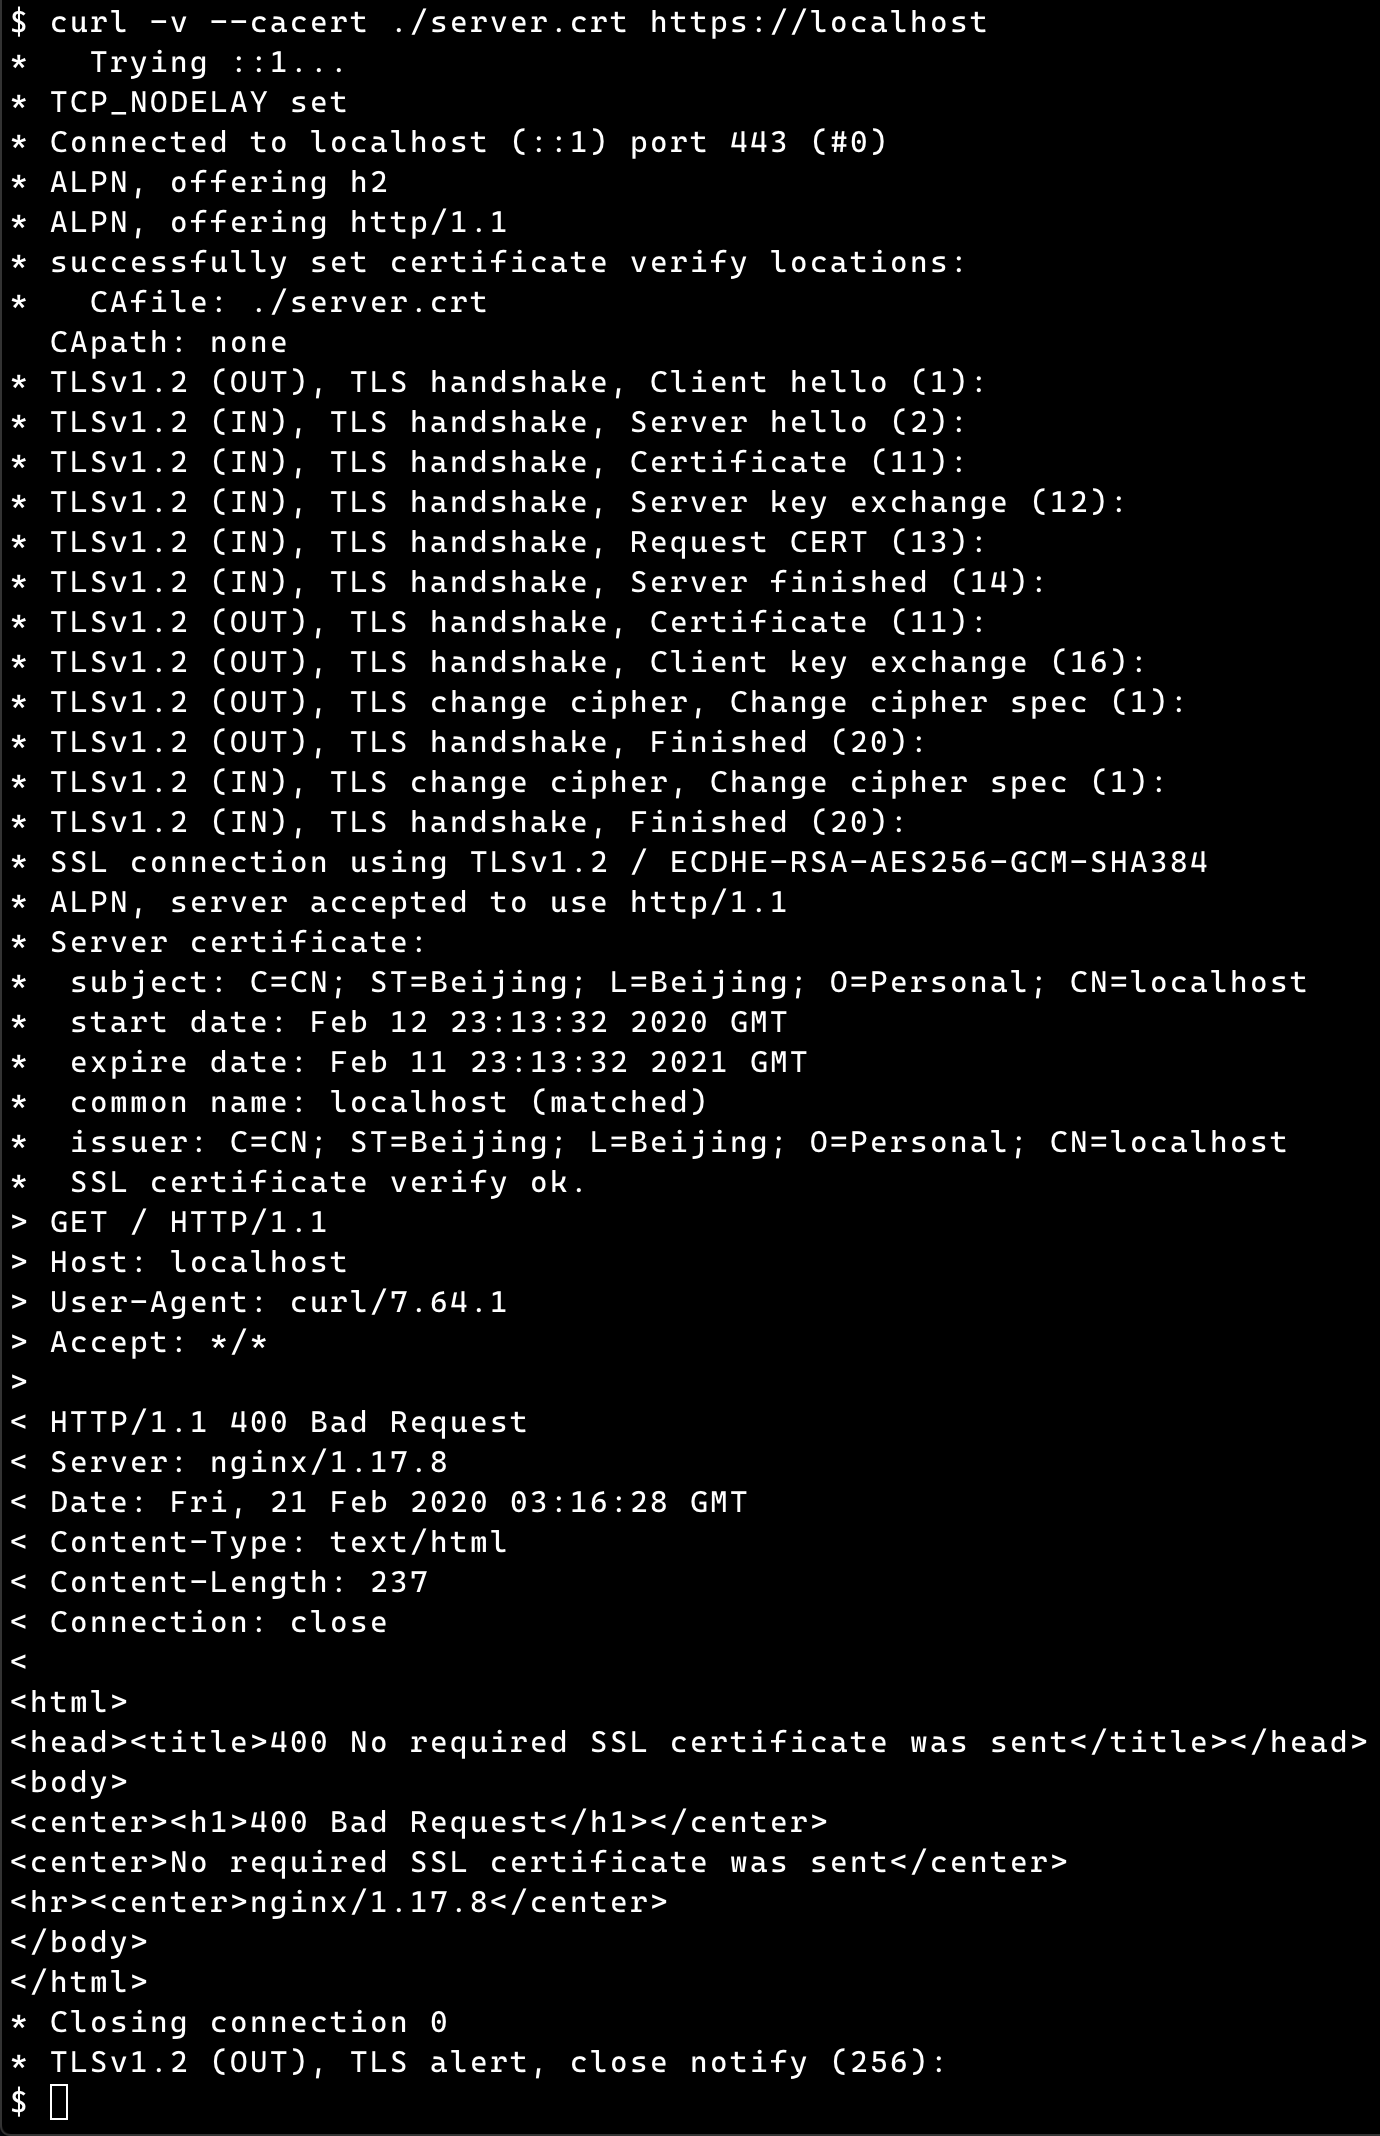 $ curl -v --cacert ./server.crt https://localhost
*   Trying ::1...
* TCP_NODELAY set
* Connected to localhost (::1) port 443 (#0)
* ALPN, offering h2
* ALPN, offering http/1.1
* successfully set certificate verify locations:
*   CAfile: ./server.crt
  CApath: none
* TLSv1.2 (OUT), TLS handshake, Client hello (1):
* TLSv1.2 (IN), TLS handshake, Server hello (2):
* TLSv1.2 (IN), TLS handshake, Certificate (11):
* TLSv1.2 (IN), TLS handshake, Server key exchange (12):
* TLSv1.2 (IN), TLS handshake, Request CERT (13):
* TLSv1.2 (IN), TLS handshake, Server finished (14):
* TLSv1.2 (OUT), TLS handshake, Certificate (11):
* TLSv1.2 (OUT), TLS handshake, Client key exchange (16):
* TLSv1.2 (OUT), TLS change cipher, Change cipher spec (1):
* TLSv1.2 (OUT), TLS handshake, Finished (20):
* TLSv1.2 (IN), TLS change cipher, Change cipher spec (1):
* TLSv1.2 (IN), TLS handshake, Finished (20):
* SSL connection using TLSv1.2 / ECDHE-RSA-AES256-GCM-SHA384
* ALPN, server accepted to use http/1.1
* Server certificate:
*  subject: C=CN; ST=Beijing; L=Beijing; O=Personal; CN=localhost
*  start date: Feb 12 23:13:32 2020 GMT
*  expire date: Feb 11 23:13:32 2021 GMT
*  common name: localhost (matched)
*  issuer: C=CN; ST=Beijing; L=Beijing; O=Personal; CN=localhost
*  SSL certificate verify ok.
> GET / HTTP/1.1
> Host: localhost
> User-Agent: curl/7.64.1
> Accept: */*
>
< HTTP/1.1 400 Bad Request
< Server: nginx/1.17.8
< Date: Fri, 21 Feb 2020 03:16:28 GMT
< Content-Type: text/html
< Content-Length: 237
< Connection: close
<
<html>
<head><title>400 No required SSL certificate was sent</title></head>
<body>
<center><h1>400 Bad Request</h1></center>
<center>No required SSL certificate was sent</center>
<hr><center>nginx/1.17.8</center>
</body>
</html>
* Closing connection 0
* TLSv1.2 (OUT), TLS alert, close notify (256):
$